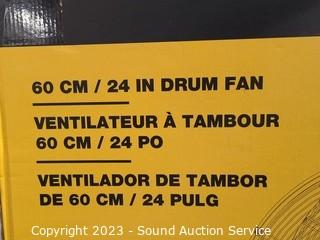 60 CM / 24 IN DRUM FAN
VENTILATEUR À TAMBOUR
60 CM / 24 PO
VENTILADOR DE TAMBOR
DE 60 CM / 24 PULG
Copyright 2023 - Sound Auction Service